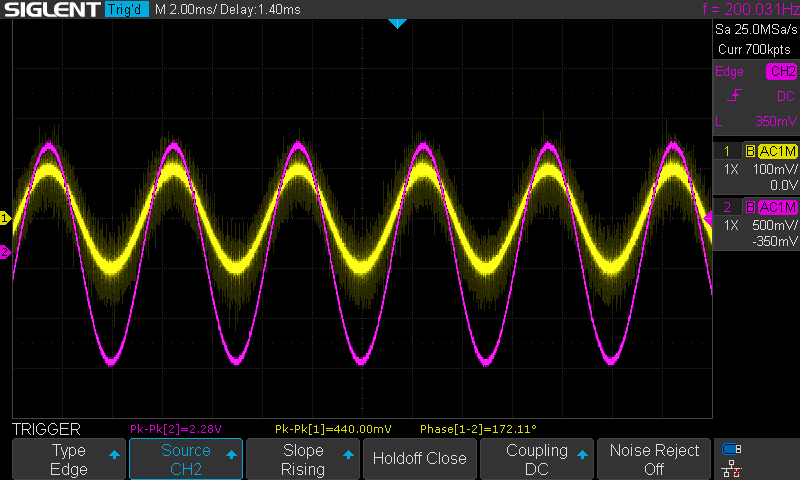 SIGLENT Trig'd M 2.00ms/ Delay:1.40ms f = 200.031Hz
Sa 25.0MSa/s
Curr 700kpts
Edge CH2
DC
L 350mV
1 B AC1M
1X 100mV/
0.0V
2 B AC1M
1X 500mV/
-350mV
1
2
TRIGGER Pk-Pk[2]=2.28V Pk-Pk[1]=440.00mV Phase[1-2]=172.11°
Type
Edge
Source
CH2
Slope
Rising
Holdoff Close
Coupling
DC
Noise Reject
Off